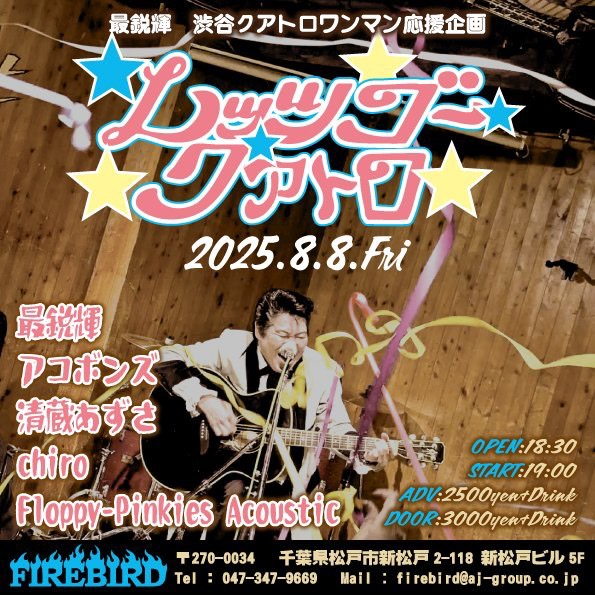 最鋭輝 渋谷クアトロワンマン応援企画
レッツゴー
クアトロ
2025.8.8.Fri
最鋭輝
アコボンズ
清蔵あずさ
chiro
Floppy-Pinkies Acoustic
OPEN:18:30
START:19:00
ADV:2500yen+Drink
DOOR:3000yen+Drink
FIREBIRD
〒270-0034 千葉県松戸市新松戸 2-118 新松戸ビル 5F
Tel : 047-347-9669 Mail : firebird@aj-group.co.jp